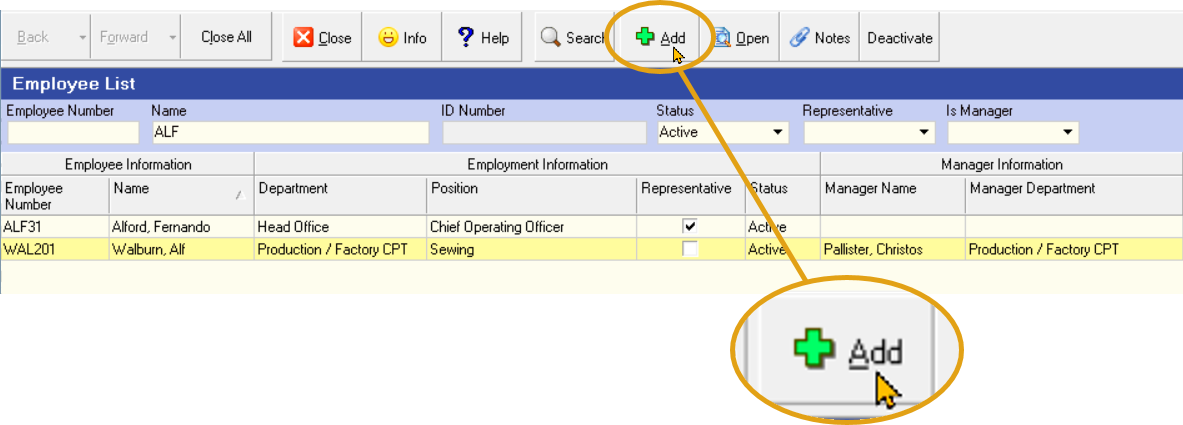 Back Forward Close All Close Info Help Search Add Open Notes Deactivate
Employee List
Employee Number Name ID Number Status Representative Is Manager
ALF Active
Employee Information Employment Information Manager Information
Employee Number Name Department Position Representative Status Manager Name Manager Department
ALF31 Alford, Fernando Head Office Chief Operating Officer Active
WAL201 Walburn, Alf Production / Factory CPT Sewing Active Pallister, Christos Production / Factory CPT
Add